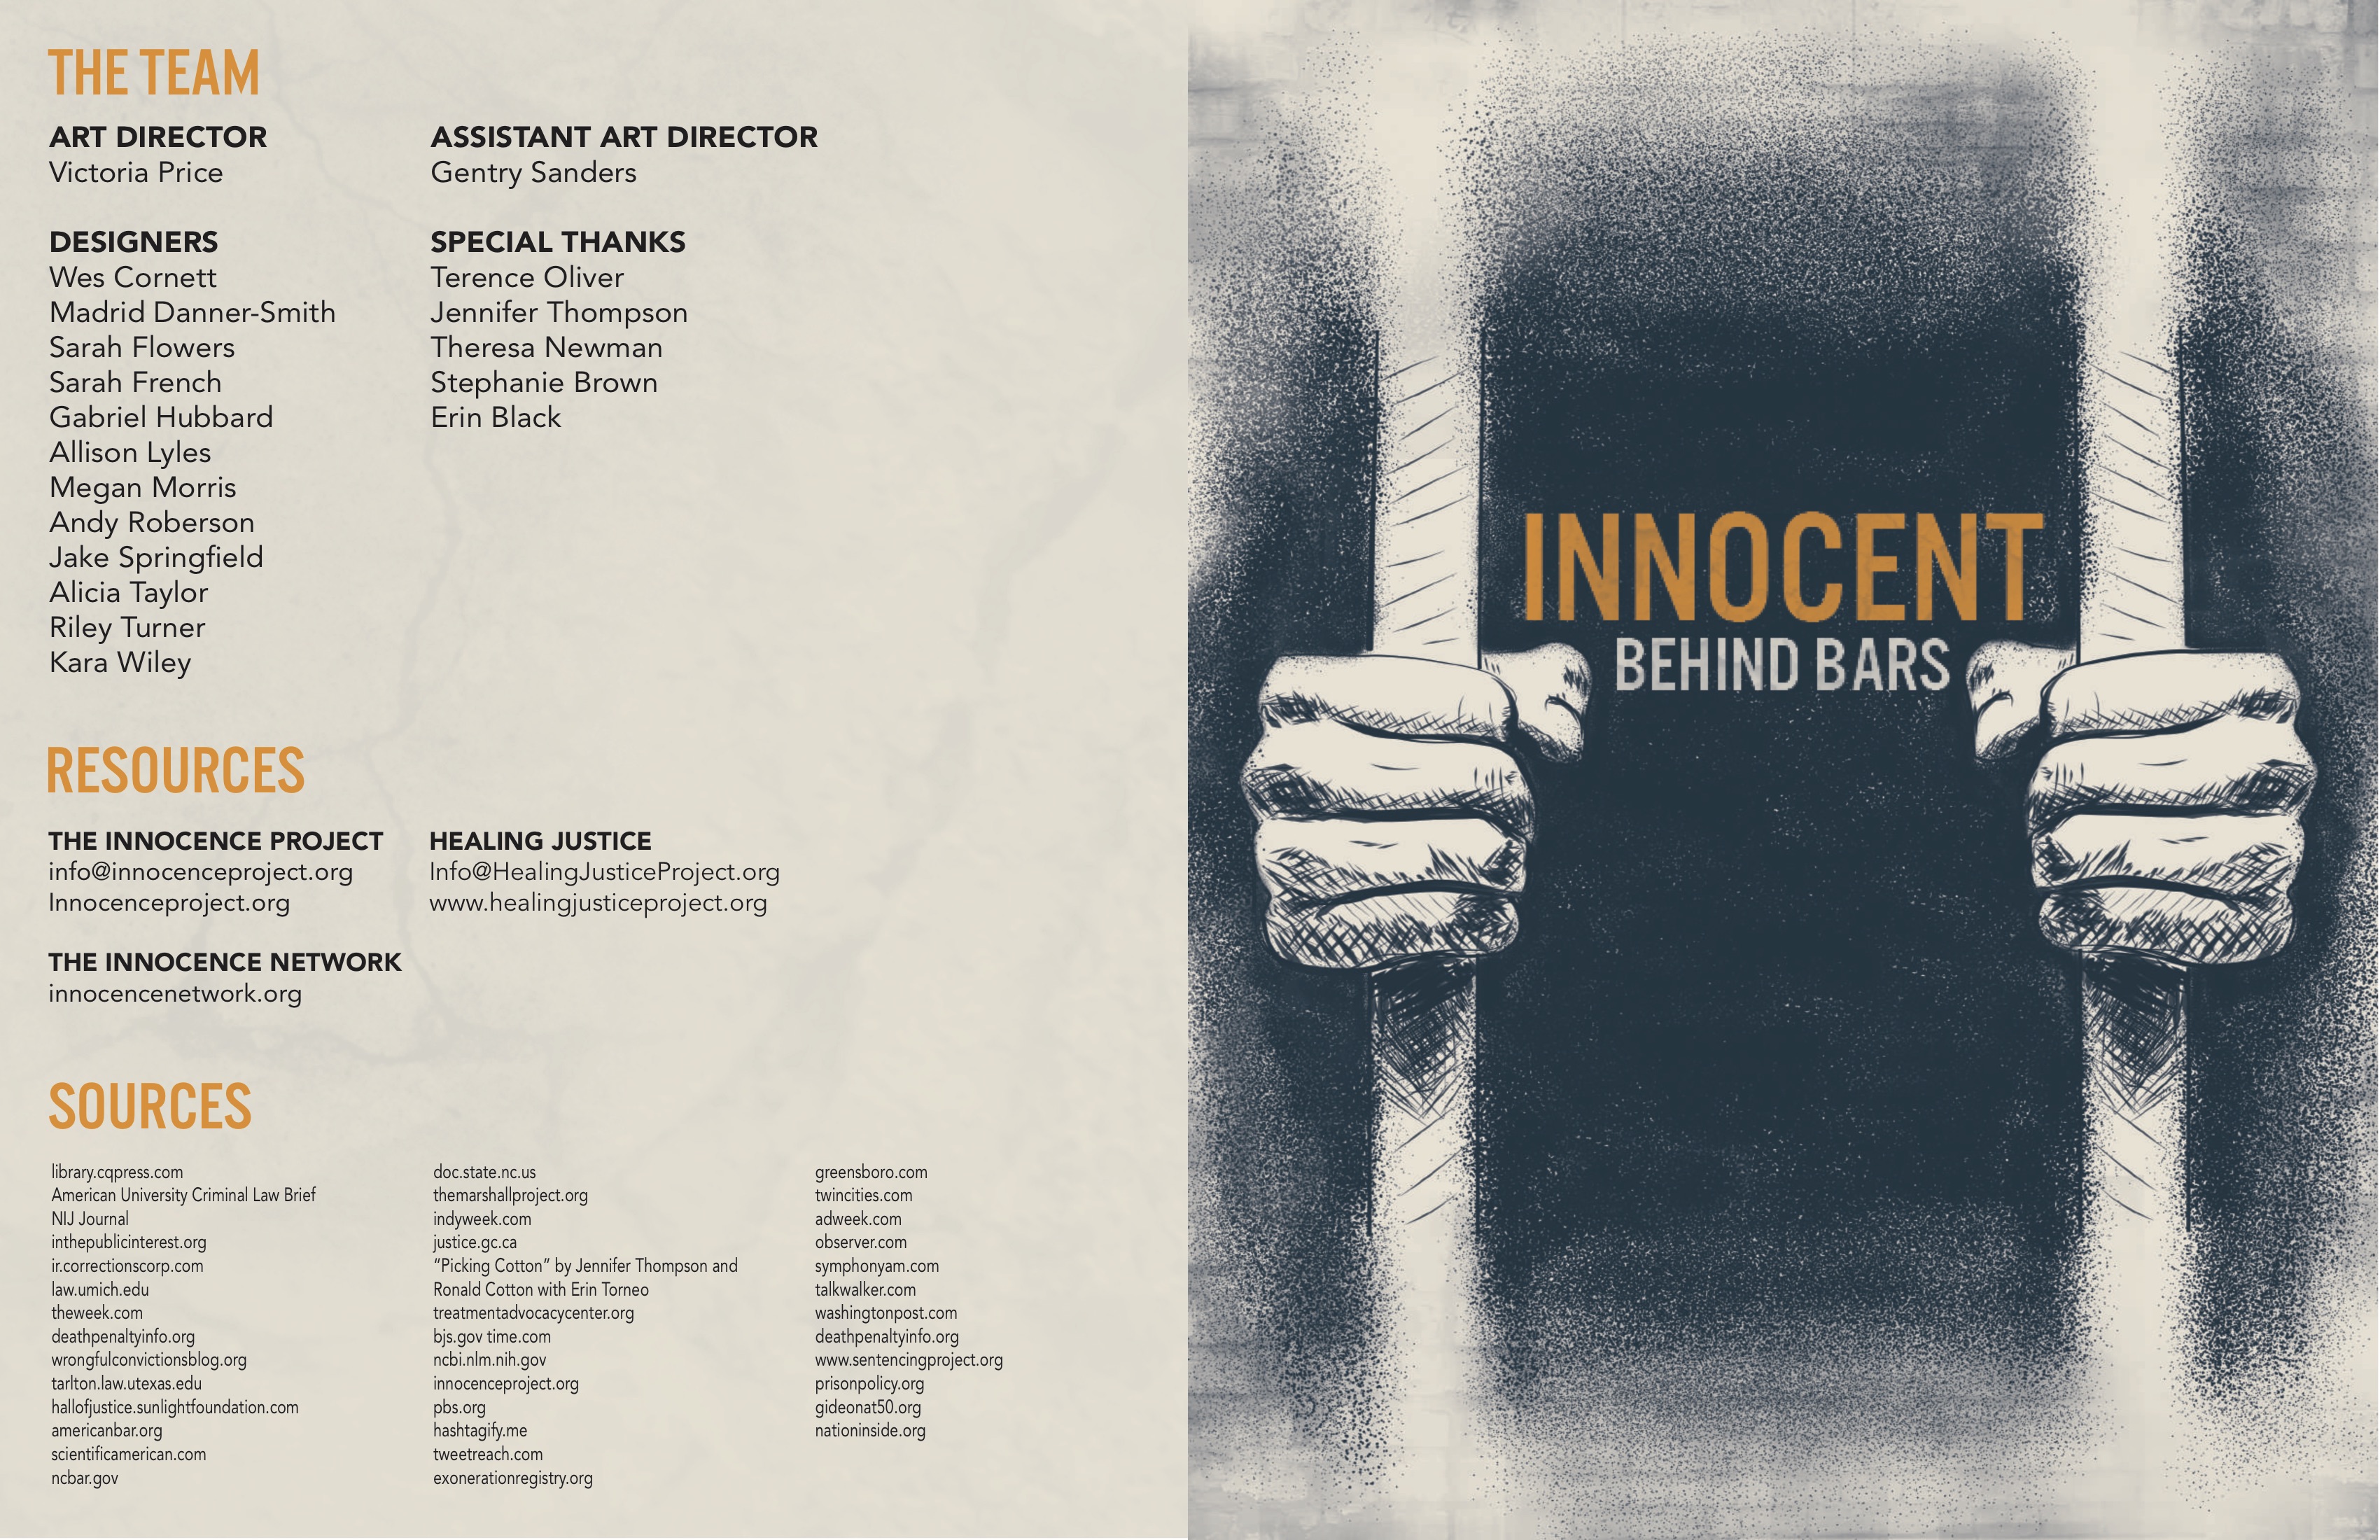 THE TEAM
ART DIRECTOR
Victoria Price
ASSISTANT ART DIRECTOR
Gentry Sanders
DESIGNERS
Wes Cornett
Madrid Danner-Smith
Sarah Flowers
Sarah French
Gabriel Hubbard
Allison Lyles
Megan Morris
Andy Roberson
Jake Springfield
Alicia Taylor
Riley Turner
Kara Wiley
SPECIAL THANKS
Terence Oliver
Jennifer Thompson
Theresa Newman
Stephanie Brown
Erin Black
RESOURCES
THE INNOCENCE PROJECT
info@innocenceproject.org
Innocenceproject.org
HEALING JUSTICE
Info@HealingJusticeProject.org
www.healingjusticeproject.org
THE INNOCENCE NETWORK
innocencenetwork.org
SOURCES
library.cqpress.com
American University Criminal Law Brief
NIJ Journal
inthepublicinterest.org
ir.correctionscorp.com
law.umich.edu
theweek.com
deathpenaltyinfo.org
wrongfulconvictionsblog.org
tarlton.law.utexas.edu
hallofjustice.sunlightfoundation.com
americanbar.org
scientificamerican.com
ncbar.gov
doc.state.nc.us
themarshallproject.org
indyweek.com
justice.gc.ca
“Picking Cotton” by Jennifer Thompson and
Ronald Cotton with Erin Torneo
treatmentadvocacycenter.org
bjs.gov time.com
ncbi.nlm.nih.gov
innocenceproject.org
pbs.org
hashtagify.me
tweetreach.com
exonerationregistry.org
greensboro.com
twincities.com
adweek.com
observer.com
symphonyam.com
talkwalker.com
washingtonpost.com
deathpenaltyinfo.org
www.sentencingproject.org
prisonpolicy.org
gideonat50.org
nationinside.org
INNOCENT
BEHIND BARS